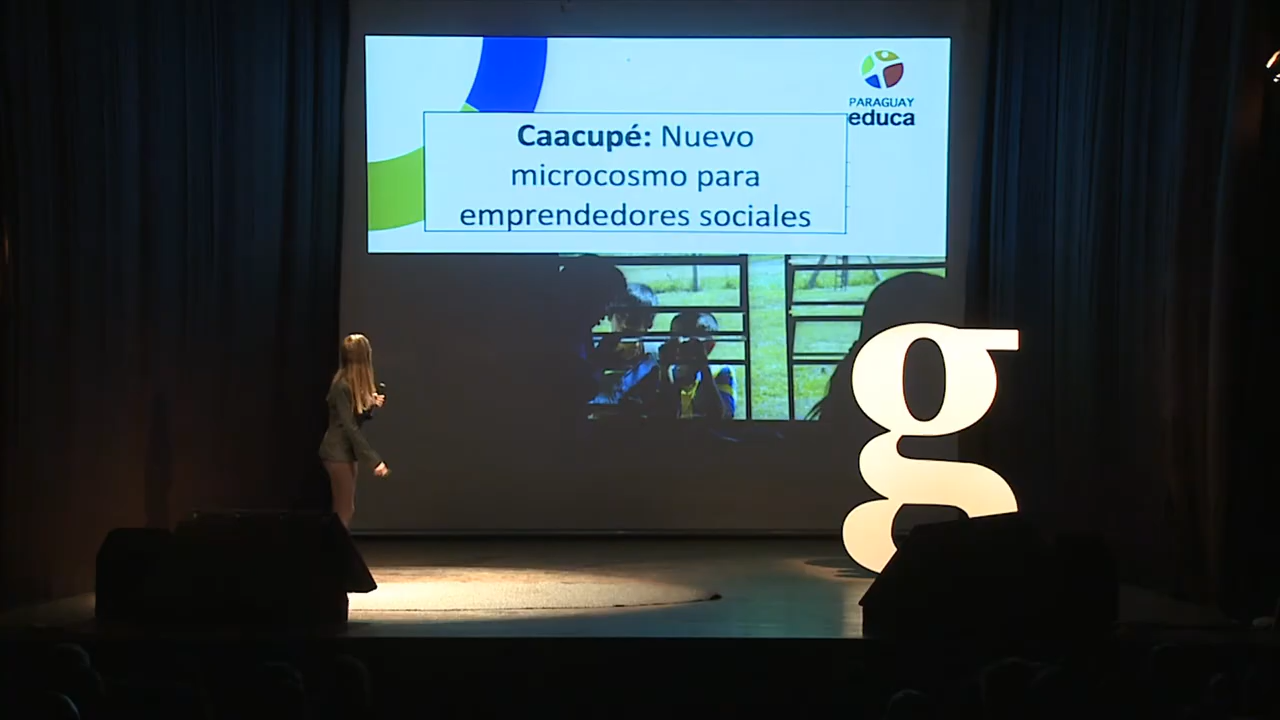 PARAGUAY
educa
Caacupé: Nuevo
microcosmo para
emprendedores sociales
g